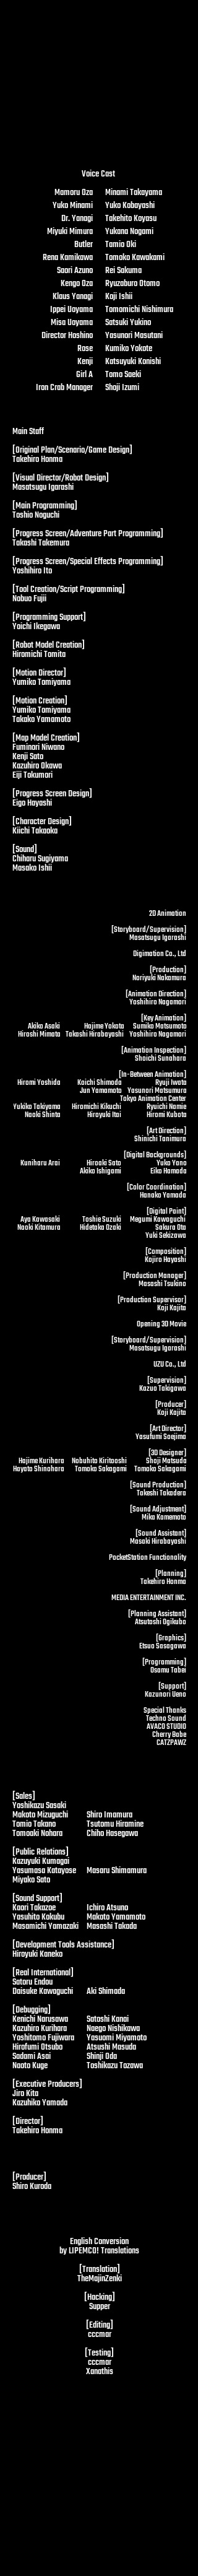 Voice Cast
Mamoru Oza Minami Takayama
Yuko Minami Yuko Kobayashi
Dr. Yanagi Takehito Koyasu
Miyuki Mimura Yukana Nogami
Butler Tamio Oki
Rena Kamikawa Tomoko Kawakami
Saori Azuno Rei Sakuma
Kengo Oza Ryuzaburo Otomo
Klaus Yanagi Koji Ishii
Ippei Uoyama Tomomichi Nishimura
Misa Uoyama Satsuki Yukino
Director Hoshino Yasunori Masutani
Rose Kumiko Yokote
Kenji Katsuyuki Konishi
Girl A Tomo Saeki
Iron Crab Manager Shoji Izumi
Main Staff
[Original Plan/Scenario/Game Design]
Takehiro Honma
[Visual Director/Robot Design]
Masatsugu Igarashi
[Main Programming]
Toshio Noguchi
[Progress Screen/Adventure Part Programming]
Takashi Takemura
[Progress Screen/Special Effects Programming]
Yoshihiro Ito
[Tool Creation/Script Programming]
Nobuo Fujii
[Programming Support]
Yoichi Ikegawa
[Robot Model Creation]
Hiromichi Tomita
[Motion Director]
Yumiko Tomiyama
[Motion Creation]
Yumiko Tomiyama
Takako Yamamoto
[Map Model Creation]
Fuminori Niwano
Kenji Sato
Kazuhiro Okawa
Eiji Tokumori
[Progress Screen Design]
Eigo Hayashi
[Character Design]
Kiichi Takaoka
[Sound]
Chiharu Sugiyama
Masako Ishii
2D Animation
[Storyboard/Supervision]
Masatsugu Igarashi
Digimation Co., Ltd
[Production]
Noriyuki Nakamura
[Animation Direction]
Yoshihiro Nagamori
[Key Animation]
Akiko Asaki Hajime Yokota Sumiko Matsumoto
Hiroshi Mimata Takashi Hirabayashi Yoshihiro Nagamori
[Animation Inspection]
Shoichi Sunohara
[In-Between Animation]
Hiromi Yoshida Koichi Shimoda Ryuji Iwata
Jun Yamamoto Yasunori Matsumura
Tokyo Animation Center
Yukiko Takiyama Hiromichi Kikuchi Ryuichi Namie
Naoki Shinta Hiroyuki Itai Hiromi Kubota
[Art Direction]
Shinichi Tanimura
[Digital Backgrounds]
Kuniharu Arai Hiroaki Sato Yuka Yona
Akiko Ishigami Eiko Hamada
[Color Coordination]
Hanako Yamada
[Digital Paint]
Aya Kawasaki Toshie Suzuki Megumi Kawaguchi
Naoki Kitamura Hidetaka Ozaki Sakura Ota
Yuki Sekizawa
[Composition]
Kojiro Hayashi
[Production Manager]
Masashi Tsukino
[Production Supervisor]
Koji Kajita
Opening 3D Movie
[Storyboard/Supervision]
Masatsugu Igarashi
UZU Co., Ltd
[Supervision]
Kazuo Takigawa
[Producer]
Koji Kajita
[Art Director]
Yasufumi Soejima
[3D Designer]
Hajime Kurihara Nobuhito Kiritooshi Shoji Matsuda
Hayato Shinohara Tomoko Sakagami Tomoko Sakagami
[Sound Production]
Takeshi Takadera
[Sound Adjustment]
Mika Kamemoto
[Sound Assistant]
Masaki Hirabayashi
PocketStation Functionality
[Planning]
Takehiro Honma
MEDIA ENTERTAINMENT INC.
[Planning Assistant]
Atsutoshi Ogikubo
[Graphics]
Etsuo Sasagawa
[Programming]
Osamu Tabei
[Support]
Kazunori Ueno
Special Thanks
Techno Sound
AVACO STUDIO
Cherry Babe
CATZPAWZ
[Sales]
Yoshikazu Sasaki
Makoto Mizuguchi Shiro Imamura
Tamio Takano Tsutomu Hiramine
Tomoaki Nohara Chiho Hasegawa
[Public Relations]
Kazuyuki Kumagai
Yasumasa Katayose Masaru Shimamura
Miyako Sato
[Sound Support]
Kaori Takazoe Ichiro Atsuna
Yasuhito Kokubu Makoto Yamamoto
Masamichi Yamazaki Masashi Takada
[Development Tools Assistance]
Hiroyuki Kaneko
[Real International]
Satoru Endou
Daisuke Kawaguchi Aki Shimada
[Debugging]
Kenichi Narusawa Satoshi Kanai
Kazuhiro Kurihara Naego Nishikawa
Yoshitomo Fujiwara Yasuomi Miyamoto
Hirofumi Otsubo Atsushi Masuda
Sadami Asai Shinji Oda
Naota Kuge Toshikazu Tazawa
[Executive Producers]
Jiro Kita
Kazuhiko Yamada
[Director]
Takehiro Honma
[Producer]
Shiro Kuroda
English Conversion
by LIPEMCO! Translations
[Translation]
TheMajinZenki
[Hacking]
Supper
[Editing]
cccmar
[Testing]
cccmar
Xanathis